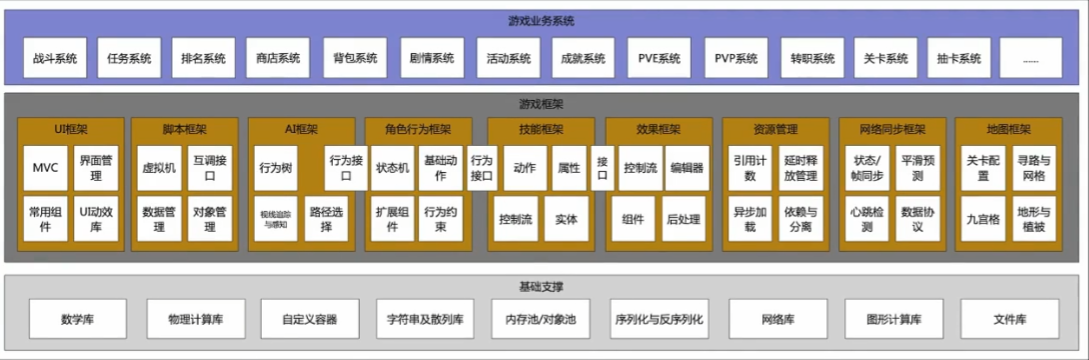 游戏业务系统
战斗系统
任务系统
排名系统
商店系统
背包系统
剧情系统
活动系统
成就系统
PVE系统
PVP系统
转职系统
关卡系统
抽卡系统
......
游戏框架
UI框架
MVC
界面管
理
常用组
件
UI动效
库
脚本框架
虚拟机
互调接
口
数据管
理
对象管
理
AI框架
行为树
行为接
口
视线追踪
与感知
路径选
择
角色行为框架
状态机
基础动
作
扩展组
件
行为约
束
行为
接口
技能框架
动作
属性
控制流
实体
接
口
效果框架
控制流
编辑器
组件
后处理
资源管理
引用计
数
延时释
放管理
异步加
载
依赖与
分离
网络同步框架
状态/
帧同步
平滑预
测
心跳检
测
数据协
议
地图框架
关卡配
置
寻路与
网格
九宫格
地形与
植被
基础支撑
数学库
物理计算库
自定义容器
字符串及散列库
内存池/对象池
序列化与反序列化
网络库
图形计算库
文件库